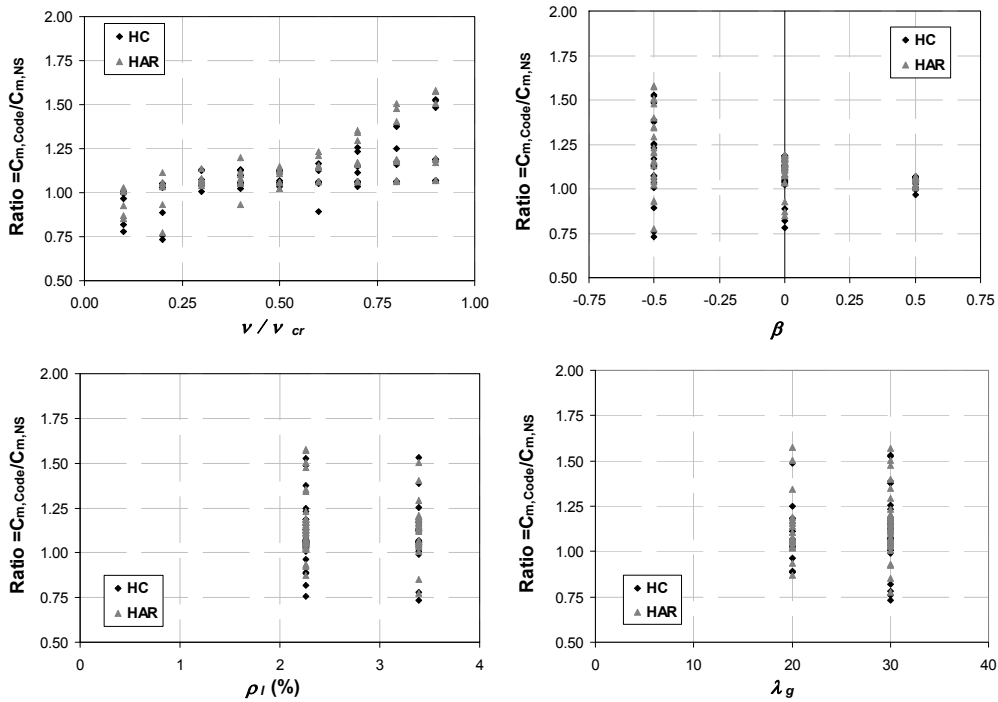 2.00
1.75
1.50
1.25
1.00
0.75
0.50
Ratio =Cm,Code/Cm,NS
HC
HAR
0.00 0.25 0.50 0.75 1.00
ν / ν cr
2.00
1.75
1.50
1.25
1.00
0.75
0.50
Ratio =Cm,Code/Cm,NS
HC
HAR
-0.75 -0.5 -0.25 0 0.25 0.5 0.75
β
2.00
1.75
1.50
1.25
1.00
0.75
0.50
Ratio =Cm,Code/Cm,NS
HC
HAR
0 1 2 3 4
ρ l (%)
2.00
1.75
1.50
1.25
1.00
0.75
0.50
Ratio =Cm,Code/Cm,NS
HC
HAR
0 10 20 30 40
λ g